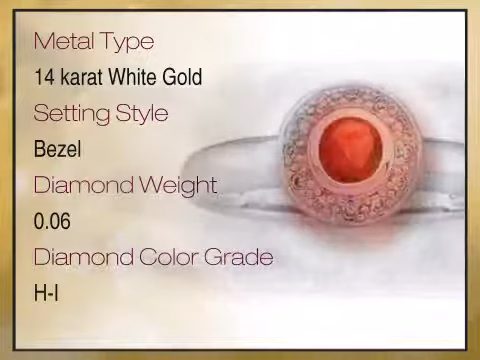 Metal Type
14 karat White Gold
Setting Style
Bezel
Diamond Weight
0.06
Diamond Color Grade
H-I